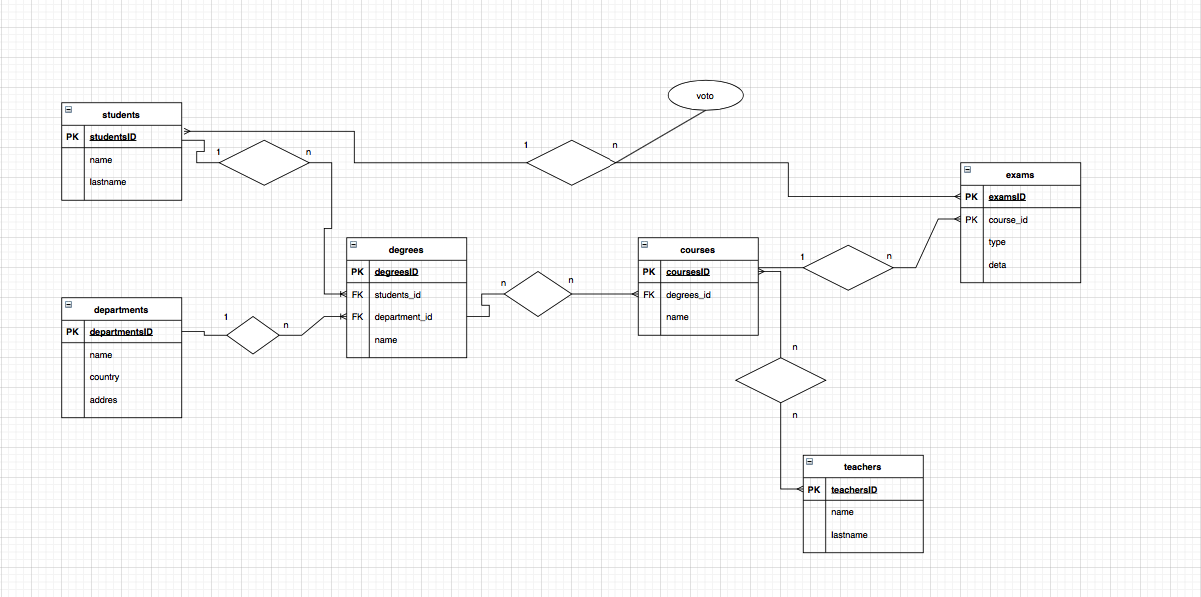 voto
1
n
students
PK studentsID
name
lastname
1
n
exams
PK examsID
PK course_id
type
deta
degrees
PK degreesID
FK students_id
FK department_id
name
n
n
courses
PK coursesID
FK degrees_id
name
1
n
departments
PK departmentsID
name
country
addres
1
n
n
n
teachers
PK teachersID
name
lastname